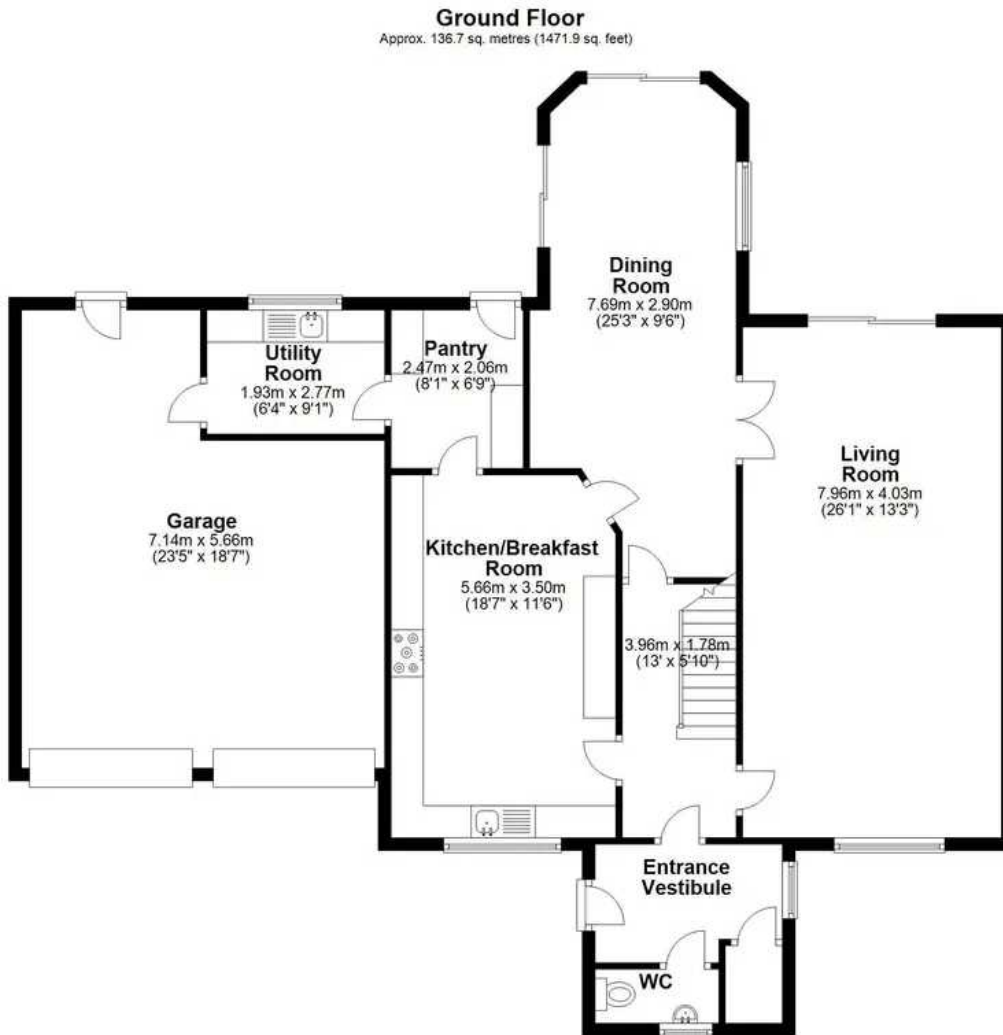 Ground Floor
Approx. 136.7 sq. metres (1471.9 sq. feet)
Dining
Room
7.69m x 2.90m
(25'3" x 9'6")
Utility
Room
1.93m x 2.77m
(6'4" x 9'1")
Pantry
2.47m x 2.06m
(8'1" x 6'9")
Living
Room
7.96m x 4.03m
(26'1" x 13'3")
Garage
7.14m x 5.66m
(23'5" x 18'7")
Kitchen/Breakfast
Room
5.66m x 3.50m
(18'7" x 11'6")
3.96m x 1.78m
(13' x 5'10")
Entrance
Vestibule
WC